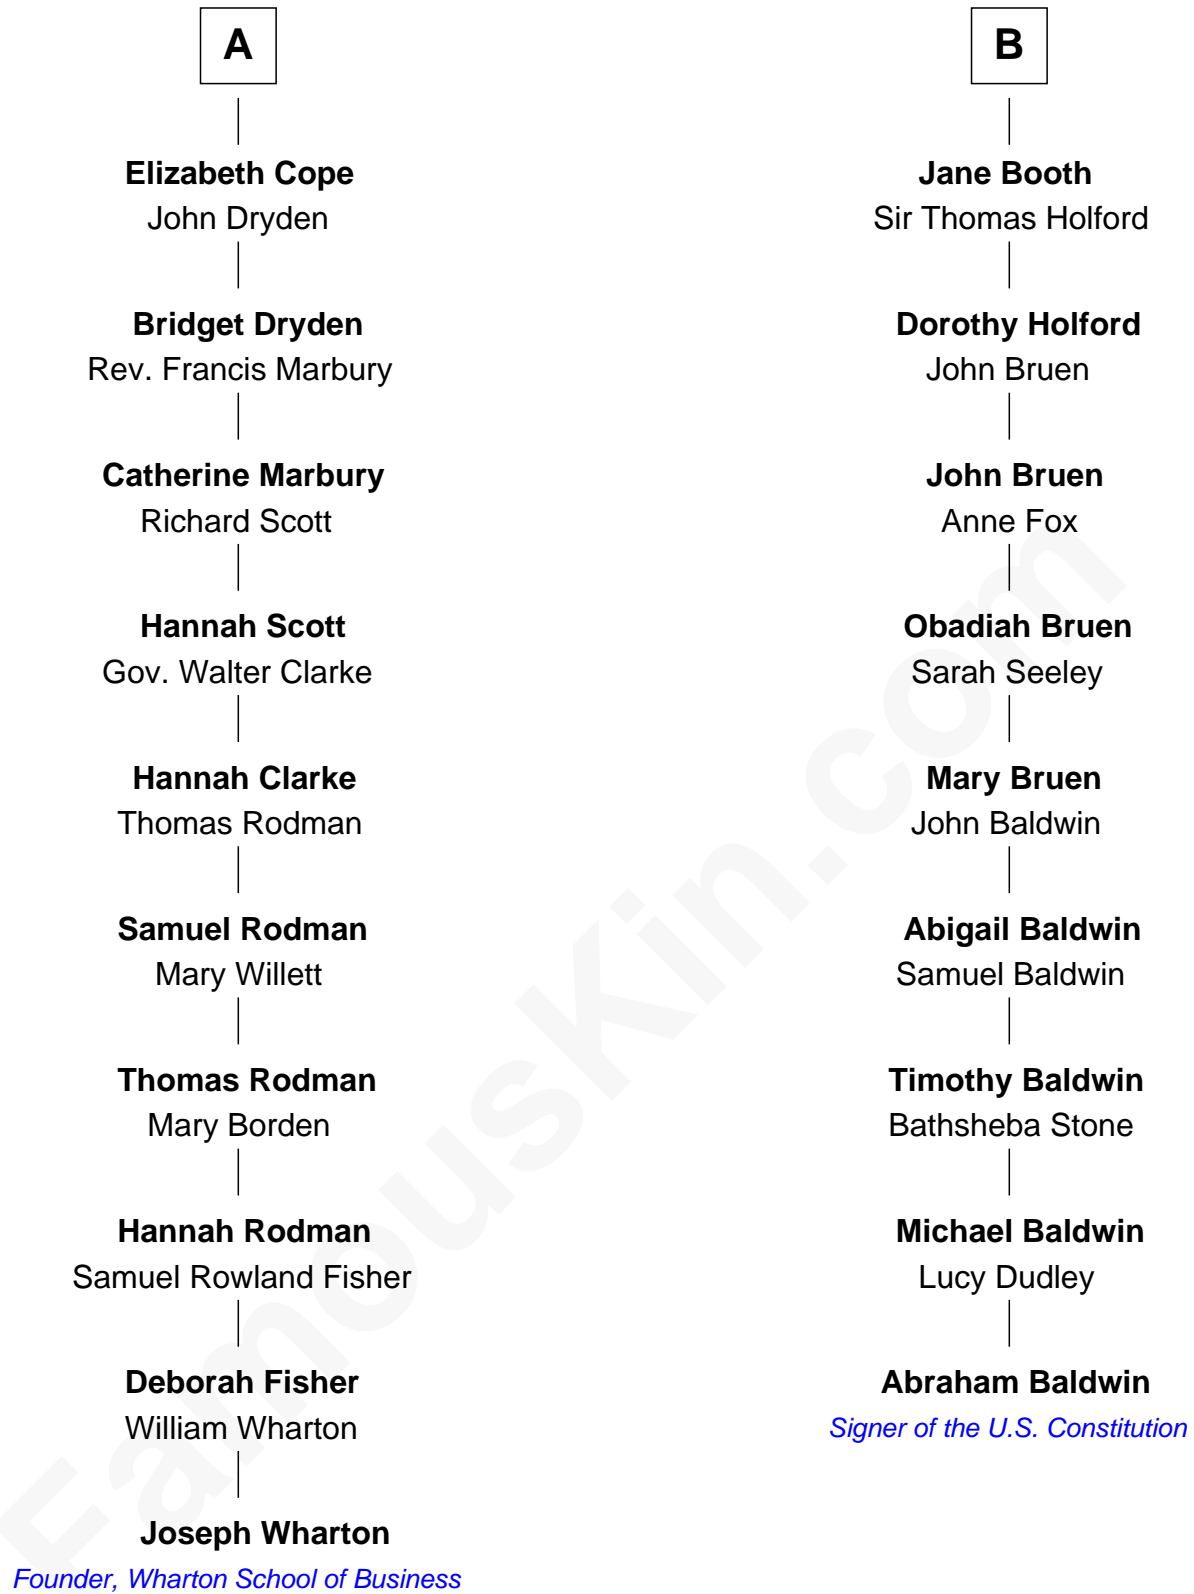 A
Elizabeth Cope
John Dryden
Bridget Dryden
Rev. Francis Marbury
Catherine Marbury
Richard Scott
Hannah Scott
Gov. Walter Clarke
Hannah Clarke
Thomas Rodman
Samuel Rodman
Mary Willett
Thomas Rodman
Mary Borden
Hannah Rodman
Samuel Rowland Fisher
Deborah Fisher
William Wharton
Joseph Wharton
Founder, Wharton School of Business
B
Jane Booth
Sir Thomas Holford
Dorothy Holford
John Bruen
John Bruen
Anne Fox
Obadiah Bruen
Sarah Seeley
Mary Bruen
John Baldwin
Abigail Baldwin
Samuel Baldwin
Timothy Baldwin
Bathsheba Stone
Michael Baldwin
Lucy Dudley
Abraham Baldwin
Signer of the U.S. Constitution
FamousKin.com